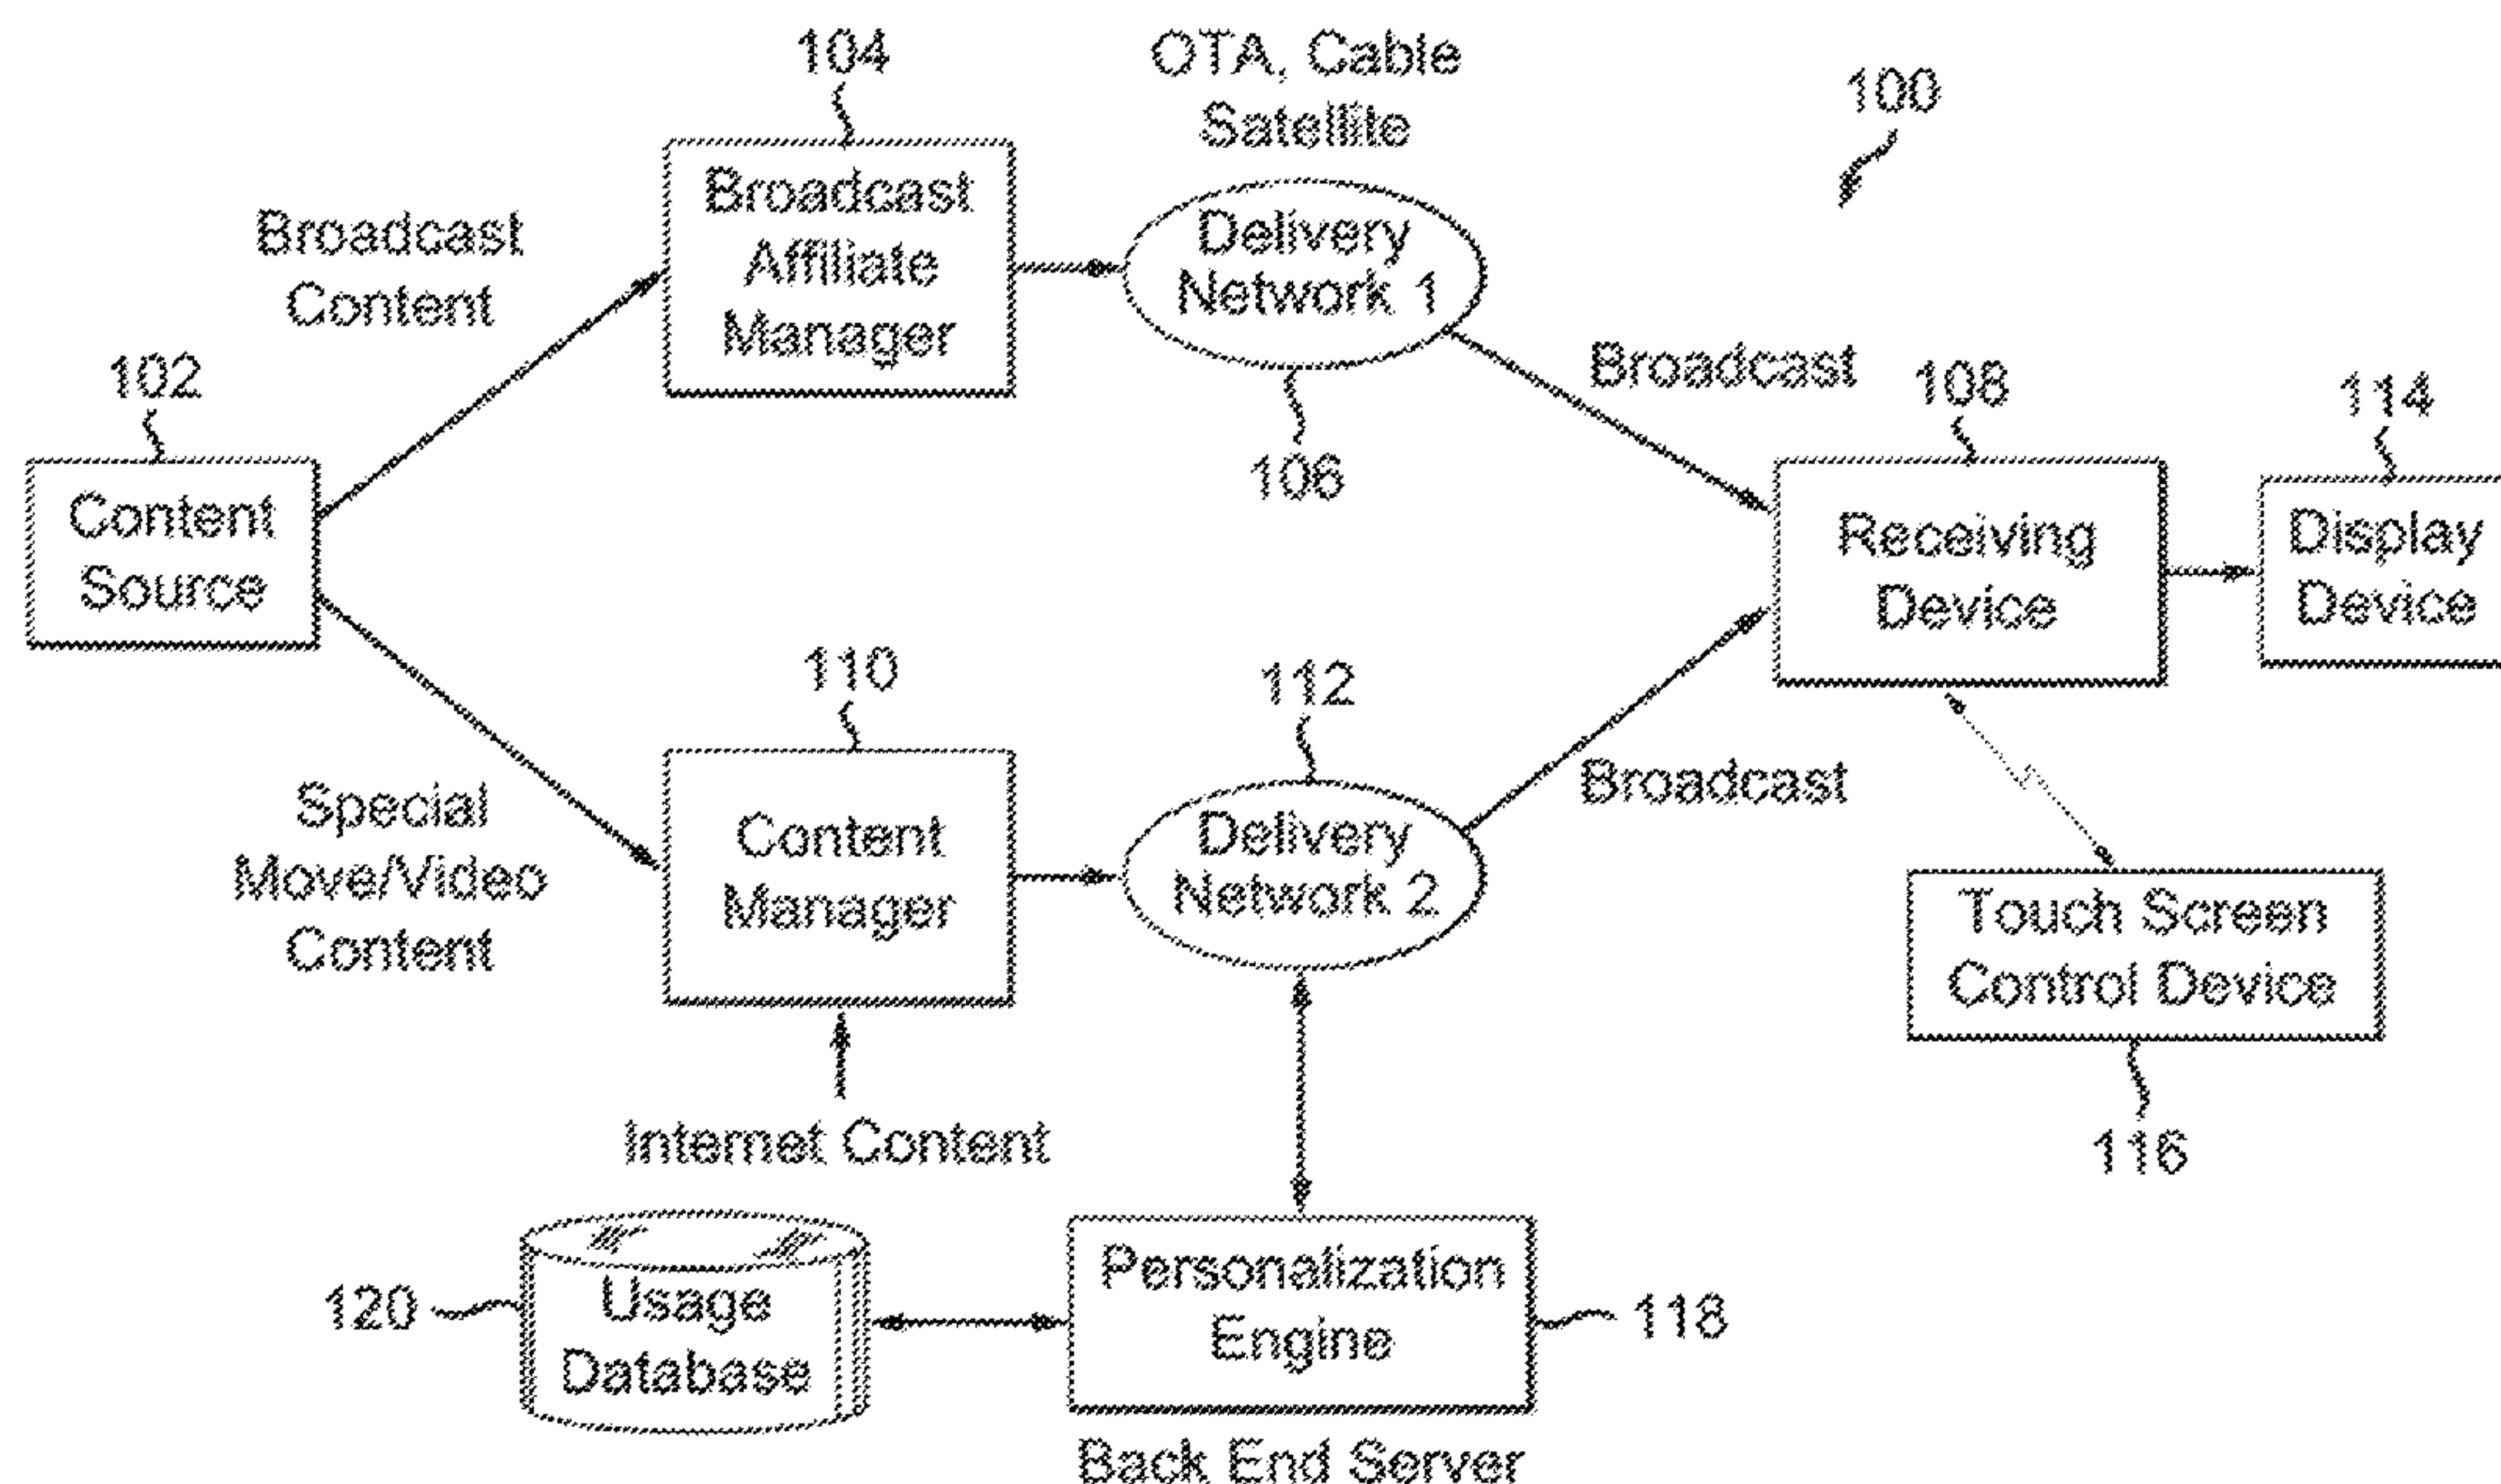 104
OTA, Cable
Satellite
100
Broadcast
Affiliate
Manager
Delivery
Network 1
Broadcast
Content
102
Broadcast
108
114
106
Content
Source
Receiving
Device
Display
Device
110
112
Special
Move/Video
Content
Content
Manager
Delivery
Network 2
Broadcast
Touch Screen
Control Device
Internet Content
116
120
Usage
Database
Personalization
Engine
118
Back End Server